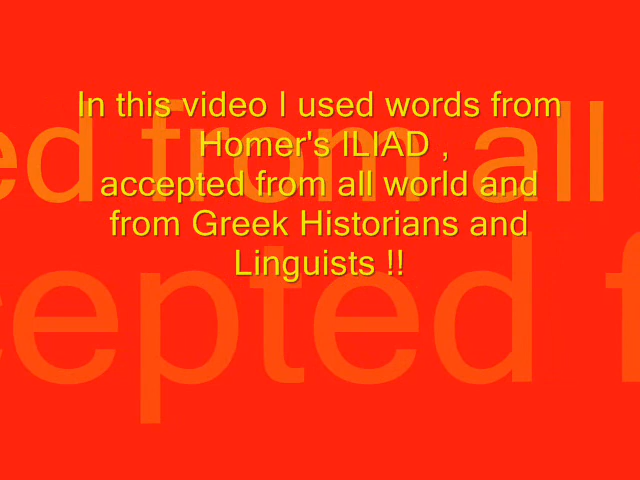 In this video I used words from
Homer's ILIAD ,
accepted from all world and
from Greek Historians and
Linguists !!
ed from all
cepted f